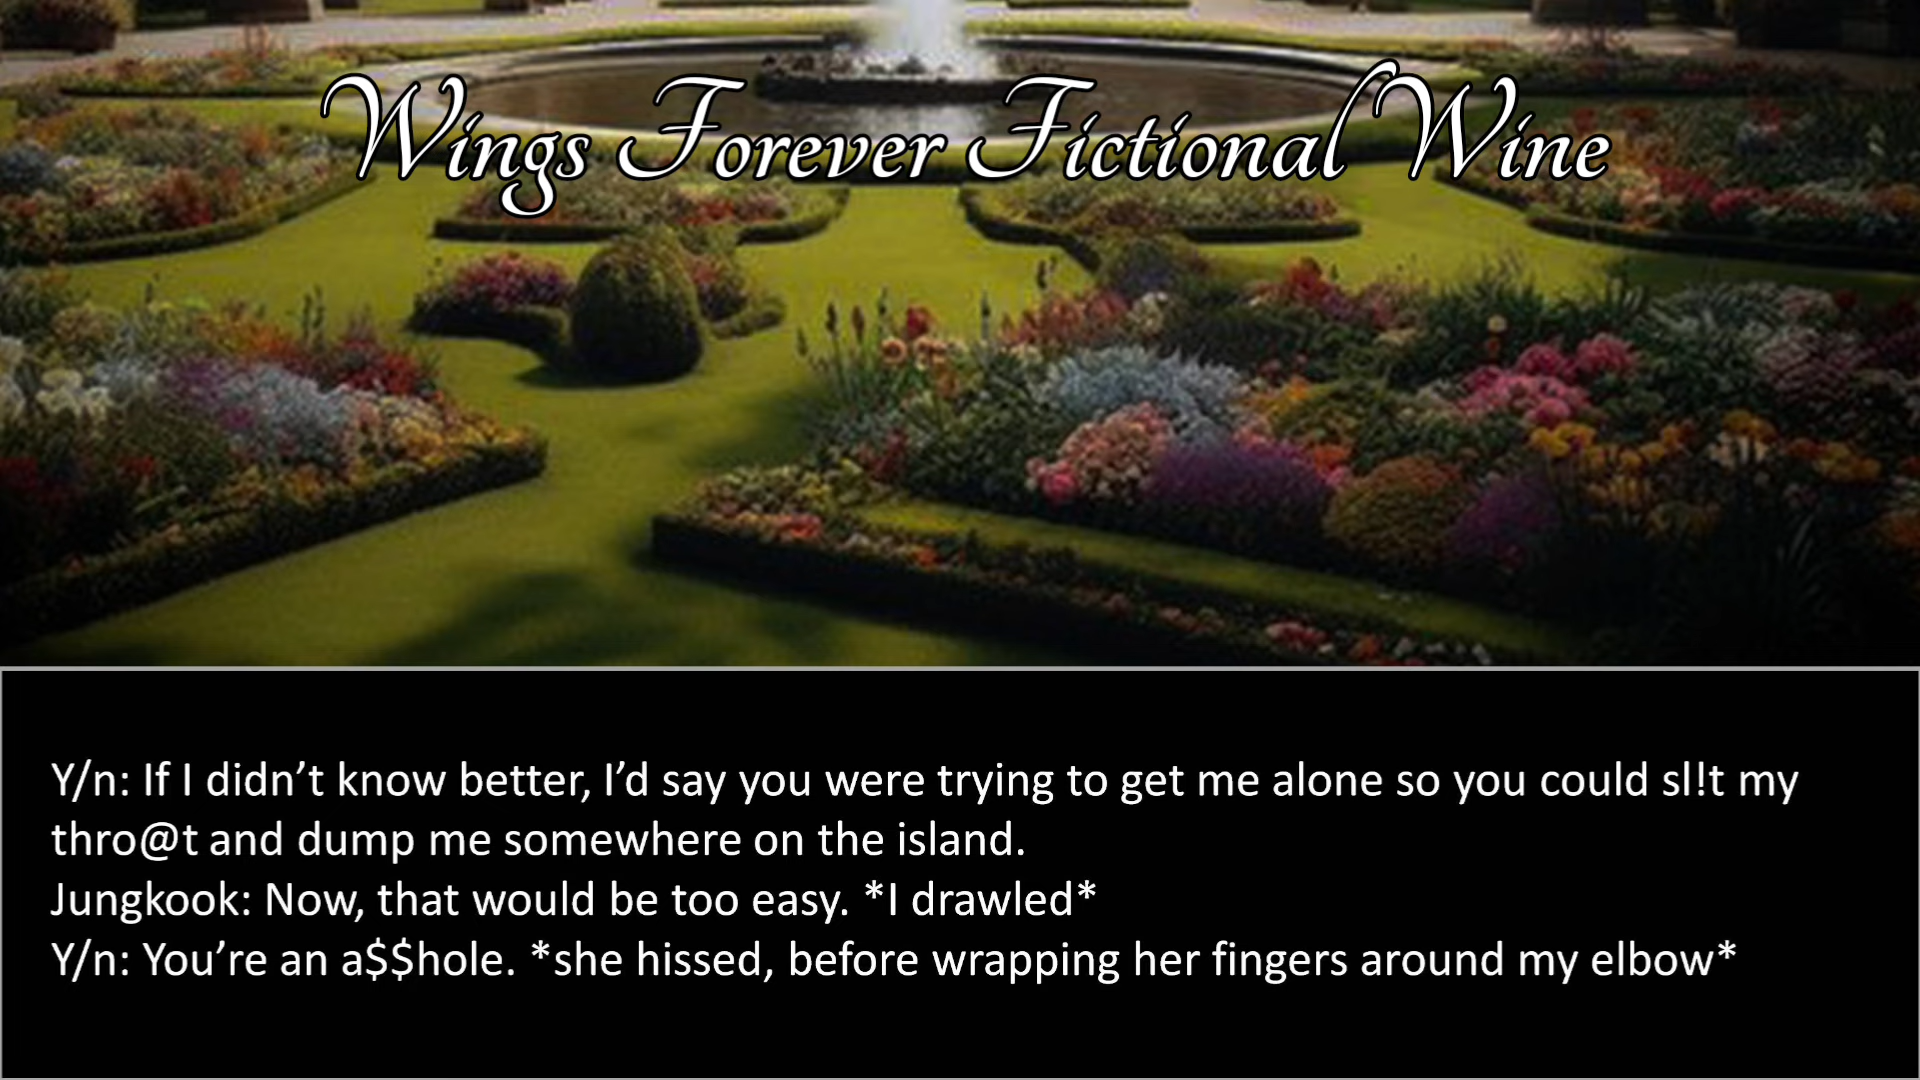 Wings Forever Fictional Wine
Y/n: If I didn’t know better, I’d say you were trying to get me alone so you could sl!t my
thro@t and dump me somewhere on the island.
Jungkook: Now, that would be too easy. *I drawled*
Y/n: You’re an a$$hole. *she hissed, before wrapping her fingers around my elbow*